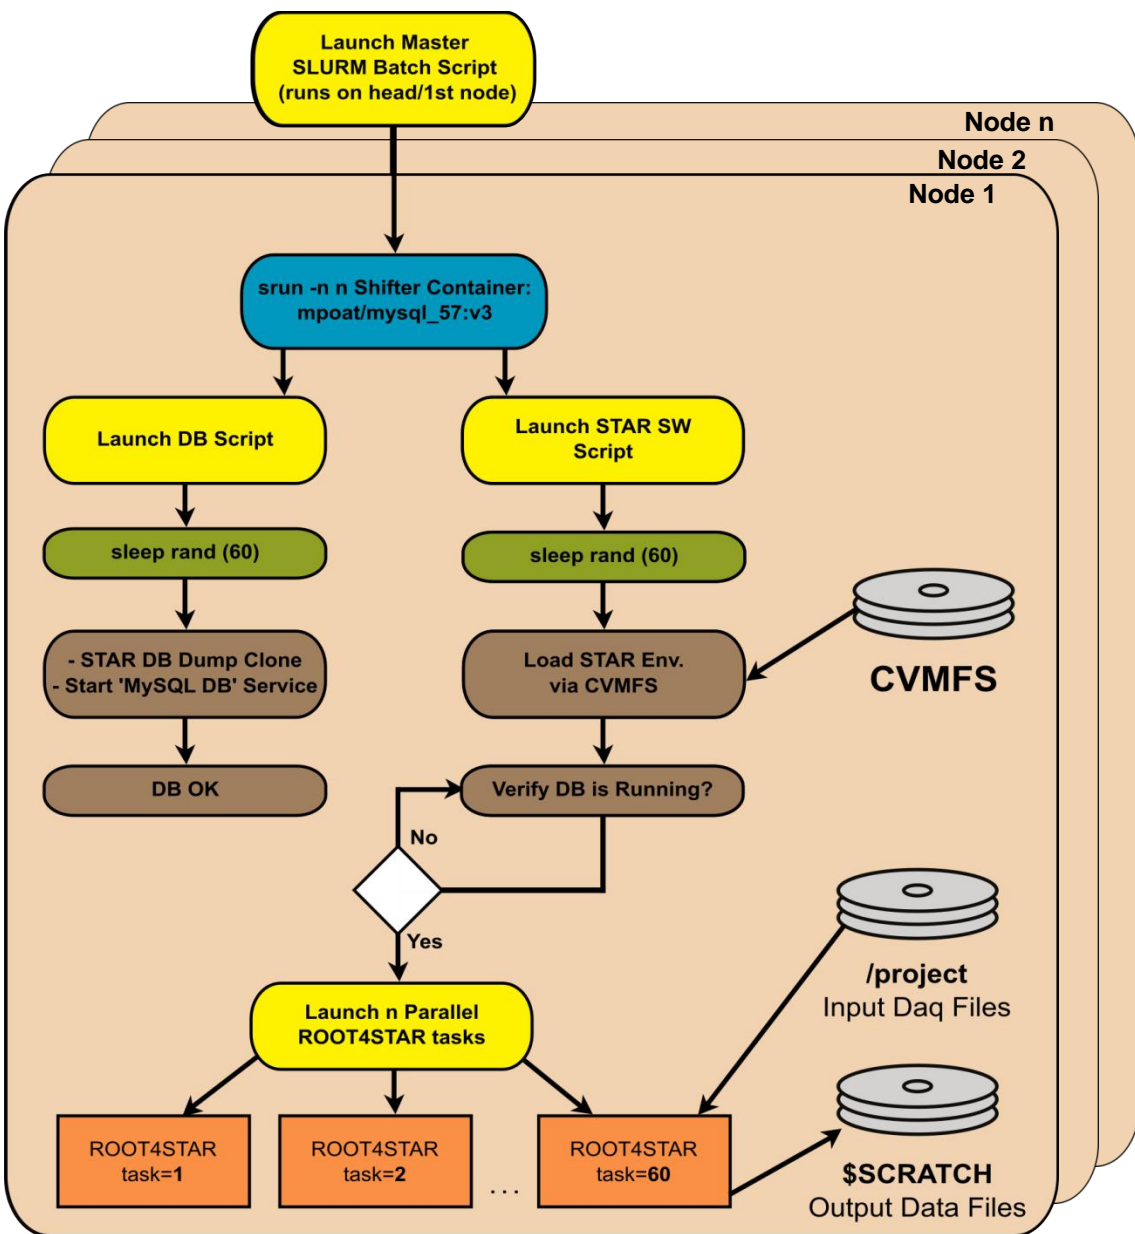 Launch Master
SLURM Batch Script
(runs on head/1st node)
Node n
Node 2
Node 1
srun -n n Shifter Container:
mpoat/mysql_57:v3
Launch DB Script
Launch STAR SW
Script
sleep rand (60)
sleep rand (60)
- STAR DB Dump Clone
- Start 'MySQL DB' Service
Load STAR Env.
via CVMFS
CVMFS
DB OK
Verify DB is Running?
No
Yes
/project
Input Daq Files
Launch n Parallel
ROOT4STAR tasks
ROOT4STAR
task=1
ROOT4STAR
task=2
...
ROOT4STAR
task=60
$SCRATCH
Output Data Files